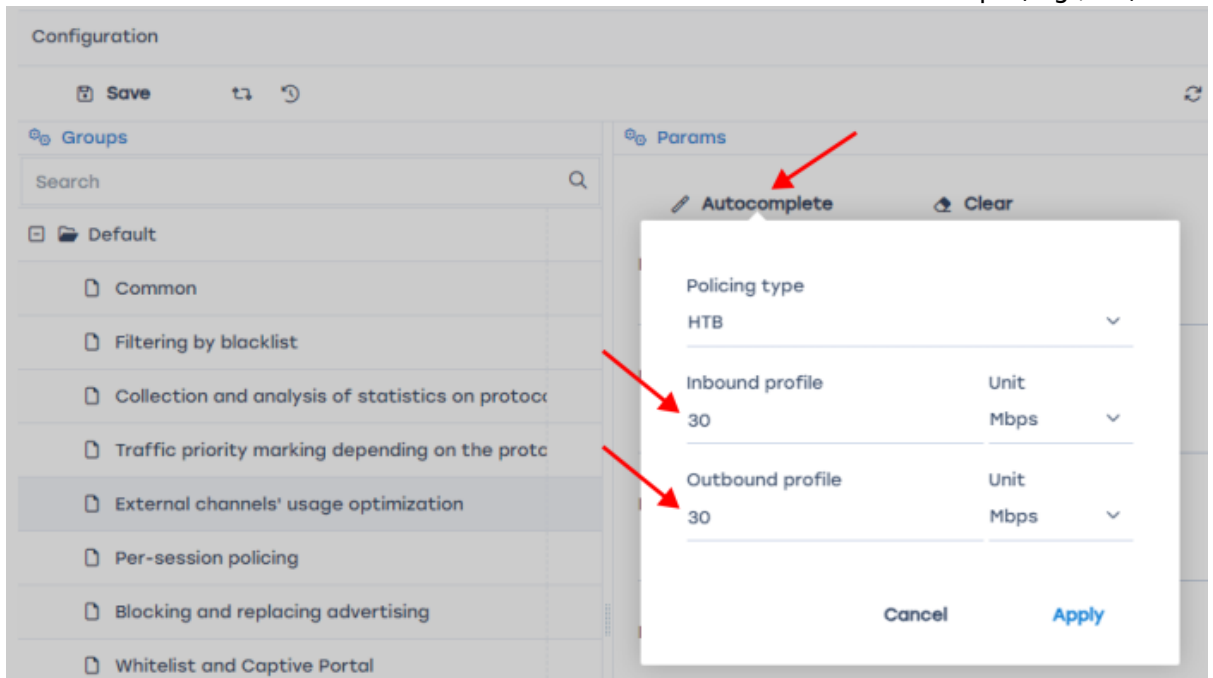 Configuration
Save
Groups
Params
Search
Autocomplete
Clear
Default
Common
Filtering by blacklist
Collection and analysis of statistics on protoc
Traffic priority marking depending on the protc
External channels' usage optimization
Per-session policing
Blocking and replacing advertising
Whitelist and Captive Portal
Policing type
HTB
Inbound profile Unit
30 Mbps
Outbound profile Unit
30 Mbps
Cancel Apply